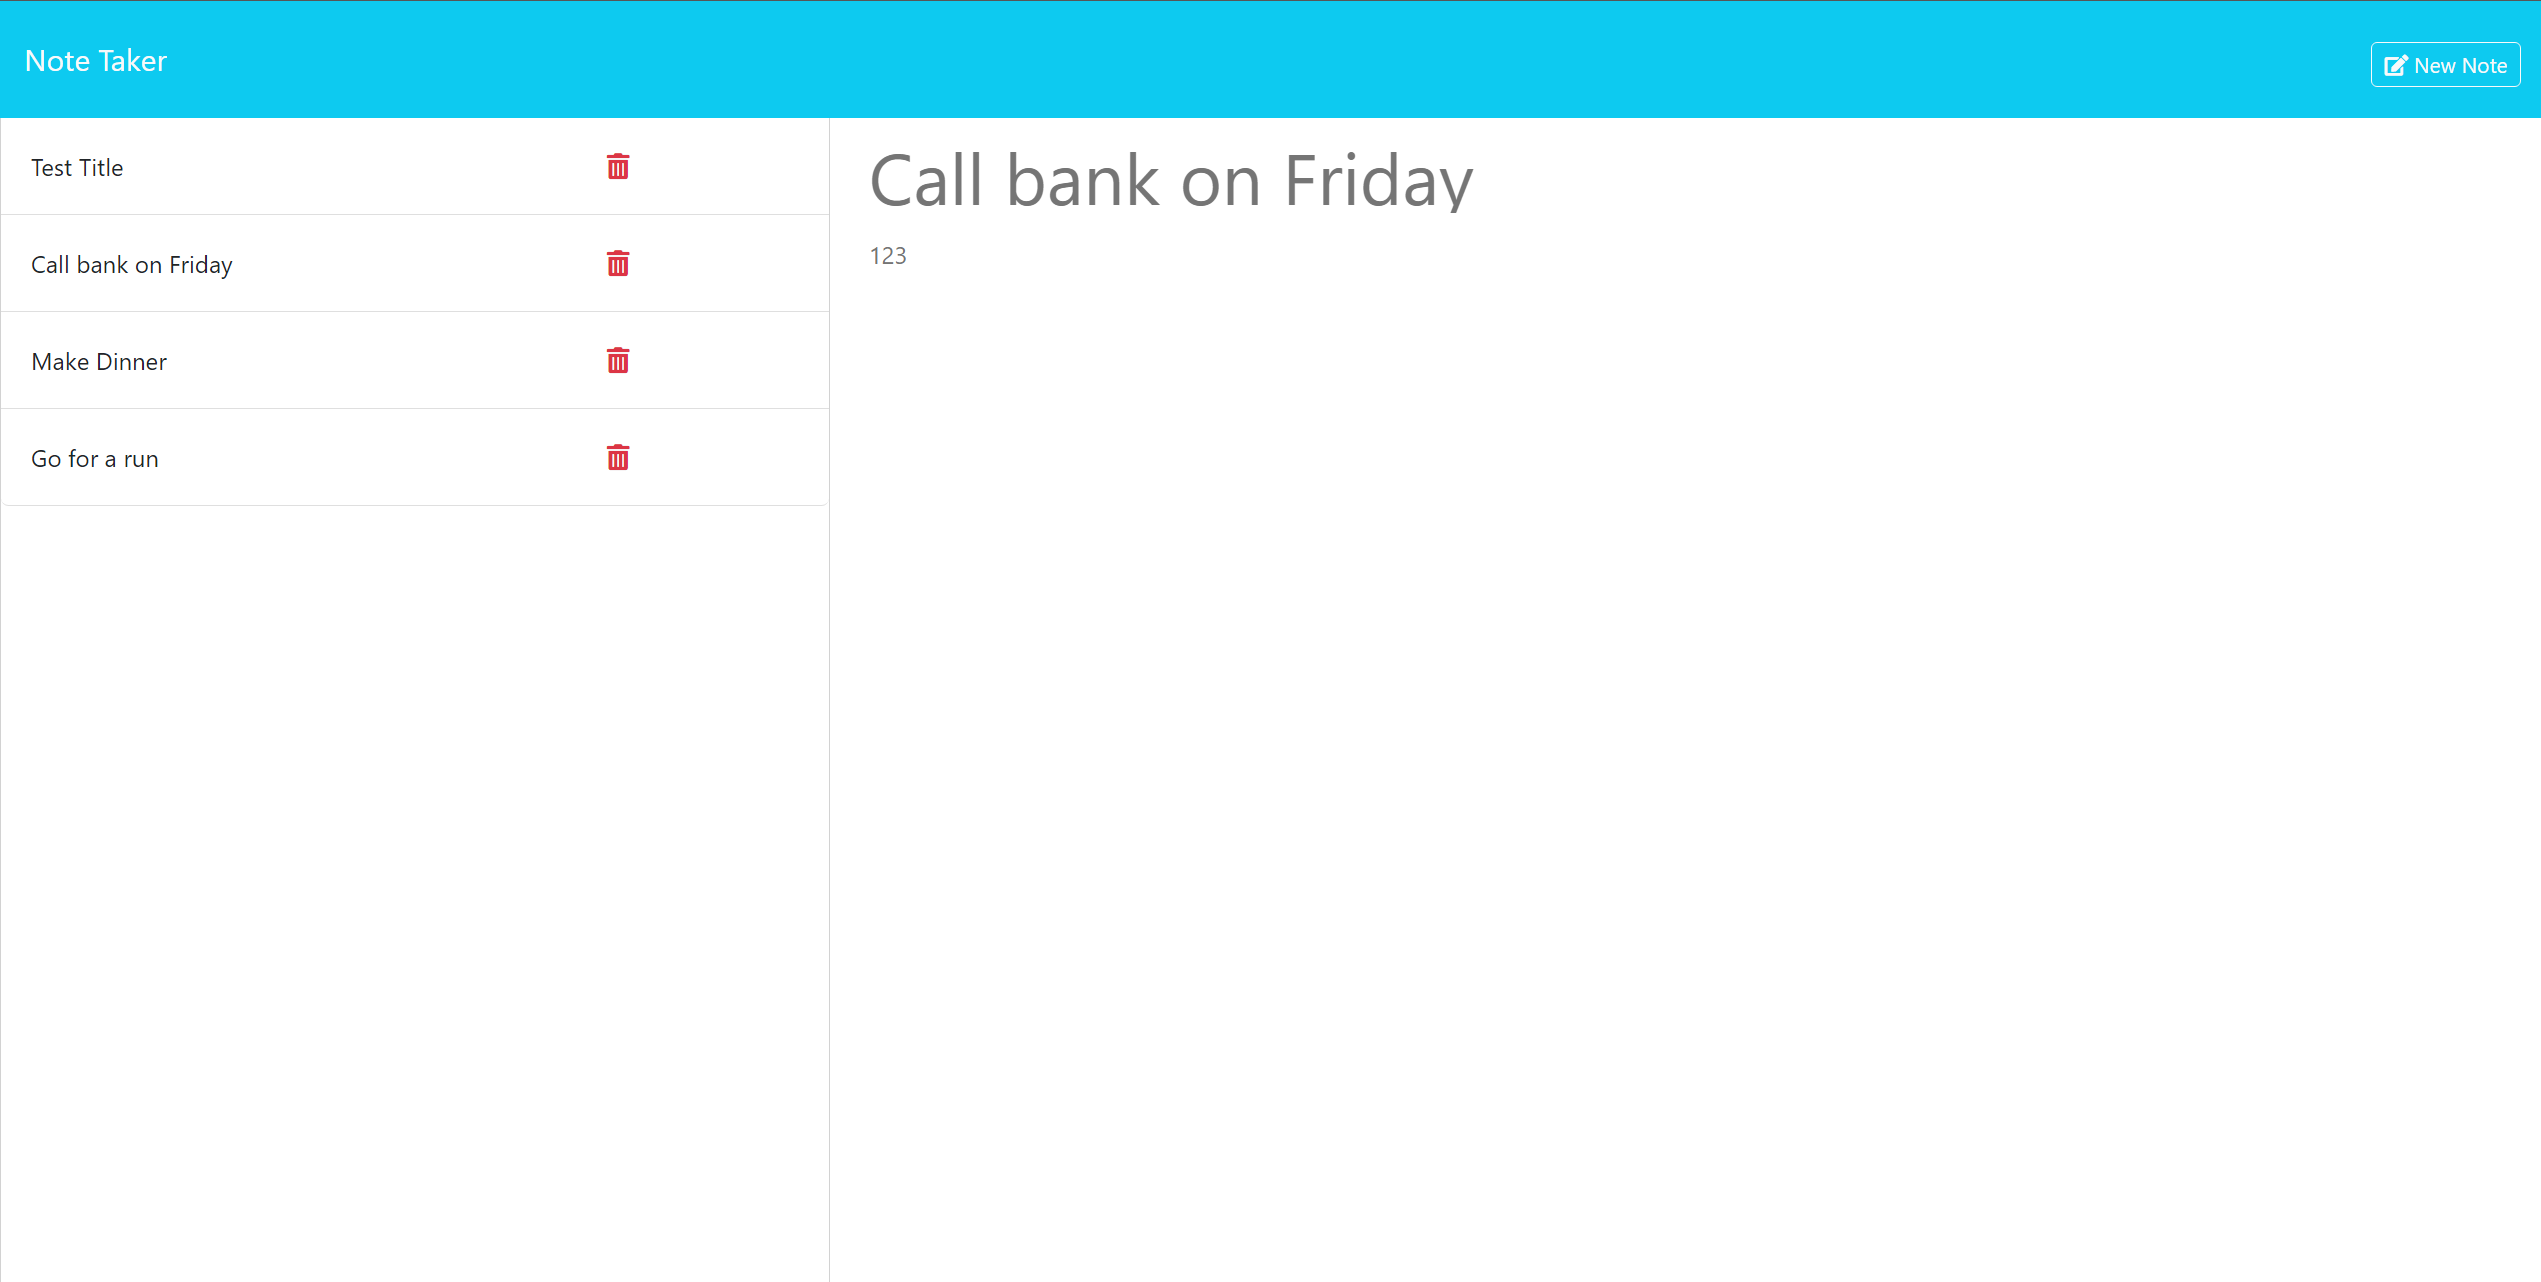 Note Taker
New Note
Test Title
Call bank on Friday
Make Dinner
Go for a run
Call bank on Friday
123